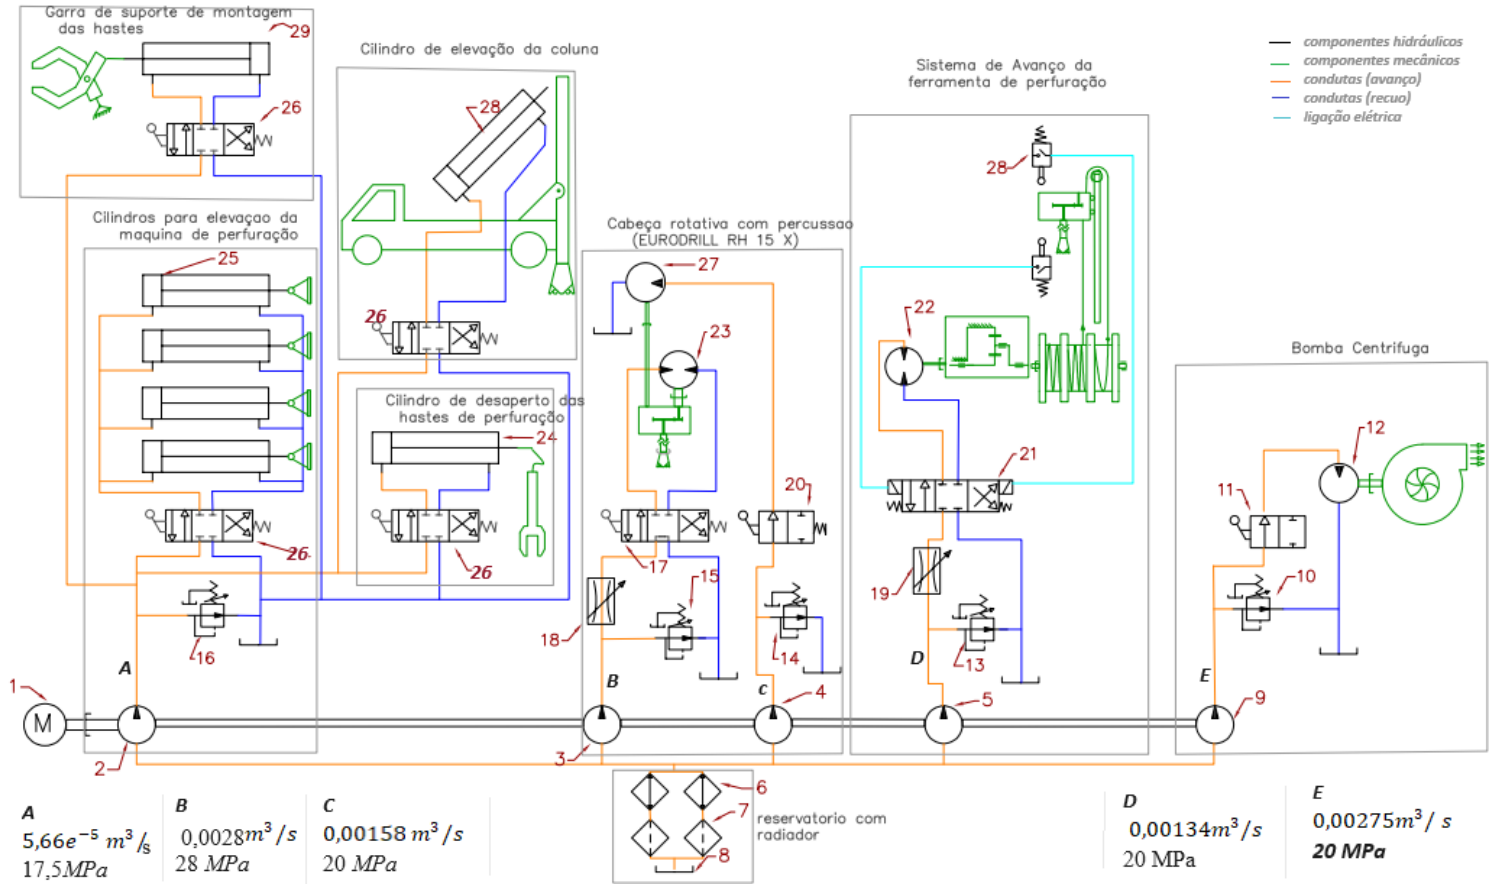 Garra de suporte de montagem
das hastes
29
26
Cilindro de elevação da coluna
28
26
Sistema de Avanço da
ferramenta de perfuração
28
22
21
19
D
13
5
componentes hidráulicos
componentes mecânicos
condutas (avanço)
condutas (recuo)
ligação elétrica
Cilindros para elevaçao da
maquina de perfuração
25
26
16
A
1
M
2
Cilindro de desaperto das
hastes de perfuração
24
26
Cabeça rotativa com percussao
(EURODRILL RH 15 X)
27
23
20
17
15
18
14
B
c
4
3
Bomba Centrifuga
12
11
10
E
9
6
7
8
reservatorio com
radiador
A
5,66e⁻⁵ m³/s
17,5MPa
B
0,0028m³/s
28 MPa
C
0,00158 m³/s
20 MPa
D
0,00134m³/s
20 MPa
E
0,00275m³/ s
20 MPa